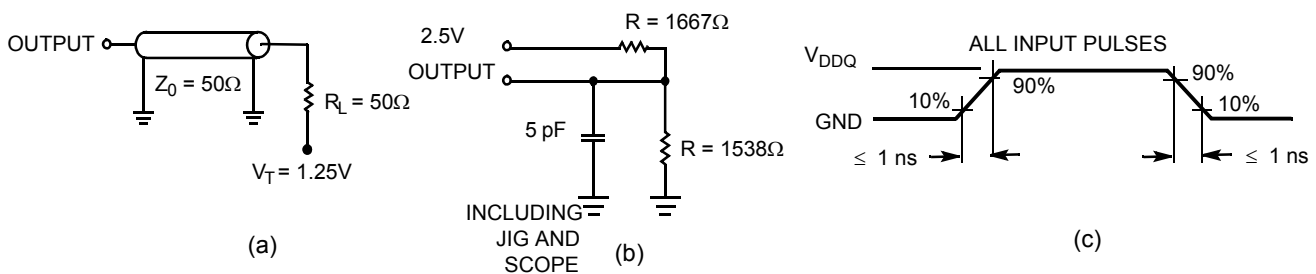 OUTPUT
Z0 = 50Ω
RL = 50Ω
VT = 1.25V
(a)
R = 1667Ω
2.5V
OUTPUT
5 pF
R = 1538Ω
INCLUDING
JIG AND
SCOPE
(b)
ALL INPUT PULSES
VDDQ
GND
10%
90%
90%
10%
≤ 1 ns
≤ 1 ns
(c)